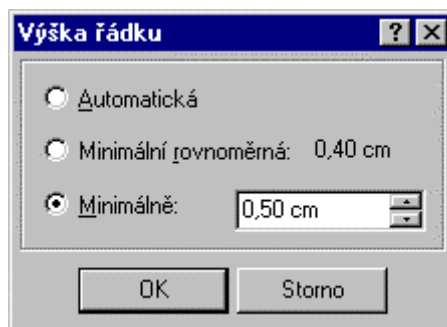 Výška řádku
Automatická
Minimální rovnoměrná: 0,40 cm
Minimálně: 0,50 cm
OK Storno